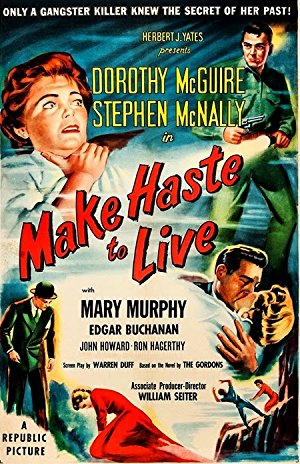 ONLY A GANGSTER KILLER KNEW THE SECRET OF HER PAST!
HERBERT J. YATES
presents
DOROTHY McGUIRE
STEPHEN McNALLY
in
Make Haste
to Live
with
MARY MURPHY
EDGAR BUCHANAN
JOHN HOWARD · RON HAGERTHY
Screen Play by WARREN DUFF Based on the Novel by THE GORDONS
Associate Producer-Director
WILLIAM SEITER
A
REPUBLIC
PICTURE